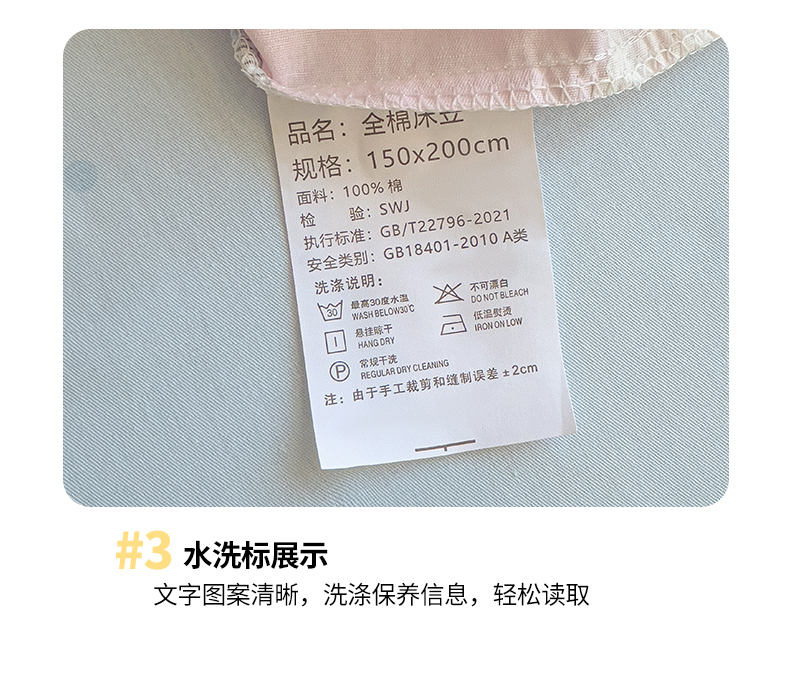 品名：全棉床笠
规格：150x200cm
面料：100% 棉
检　　验：SWJ
执行标准：GB/T22796-2021
安全类别：GB18401-2010 A类
洗涤说明：
30 最高30度水温 不可漂白
WASH BELOW30℃ DO NOT BLEACH
悬挂晾干 低温熨烫
HANG DRY IRON ON LOW
P 常规干洗
REGULAR DRY CLEANING
注：由于手工裁剪和缝制误差±2cm
#3 水洗标展示
文字图案清晰，洗涤保养信息，轻松读取